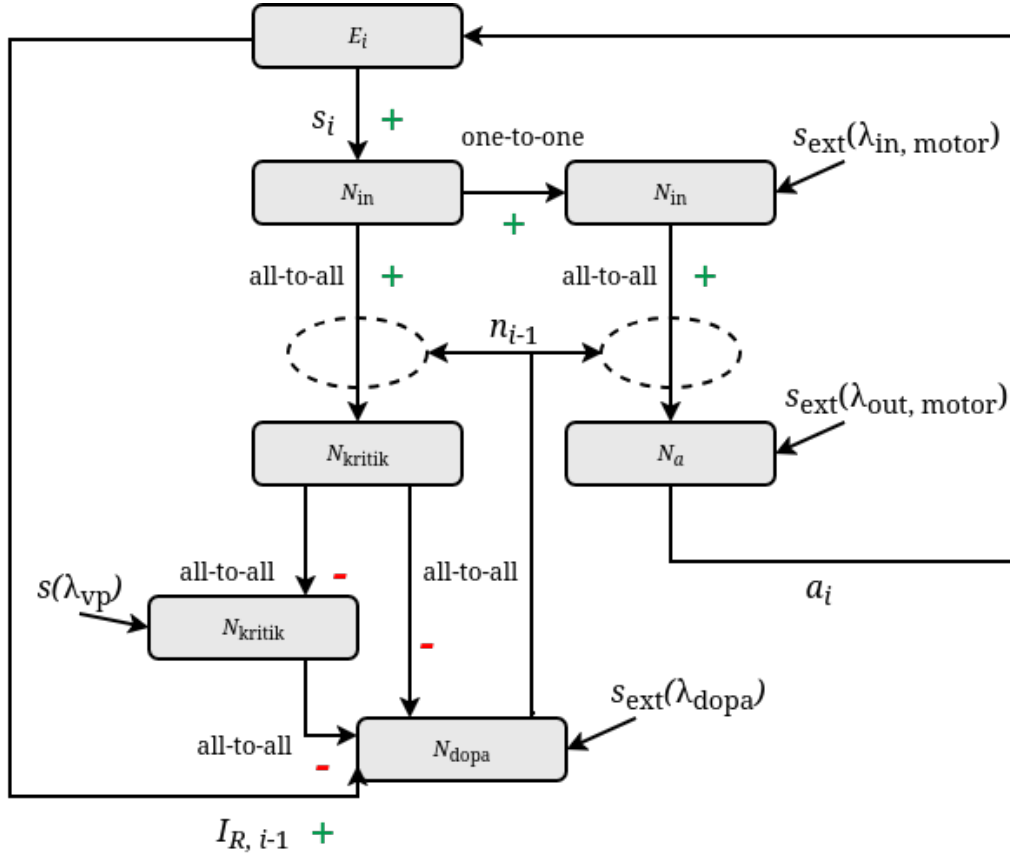 E_i
s_i +
one-to-one
s_ext(λ_in, motor)
N_in
+
N_in
all-to-all +
all-to-all +
n_i-1
s_ext(λ_out, motor)
N_kritik
N_a
all-to-all -
all-to-all
s(λ_vp)
a_i
N_kritik
-
s_ext(λ_dopa)
all-to-all
-
N_dopa
I_R, i-1 +